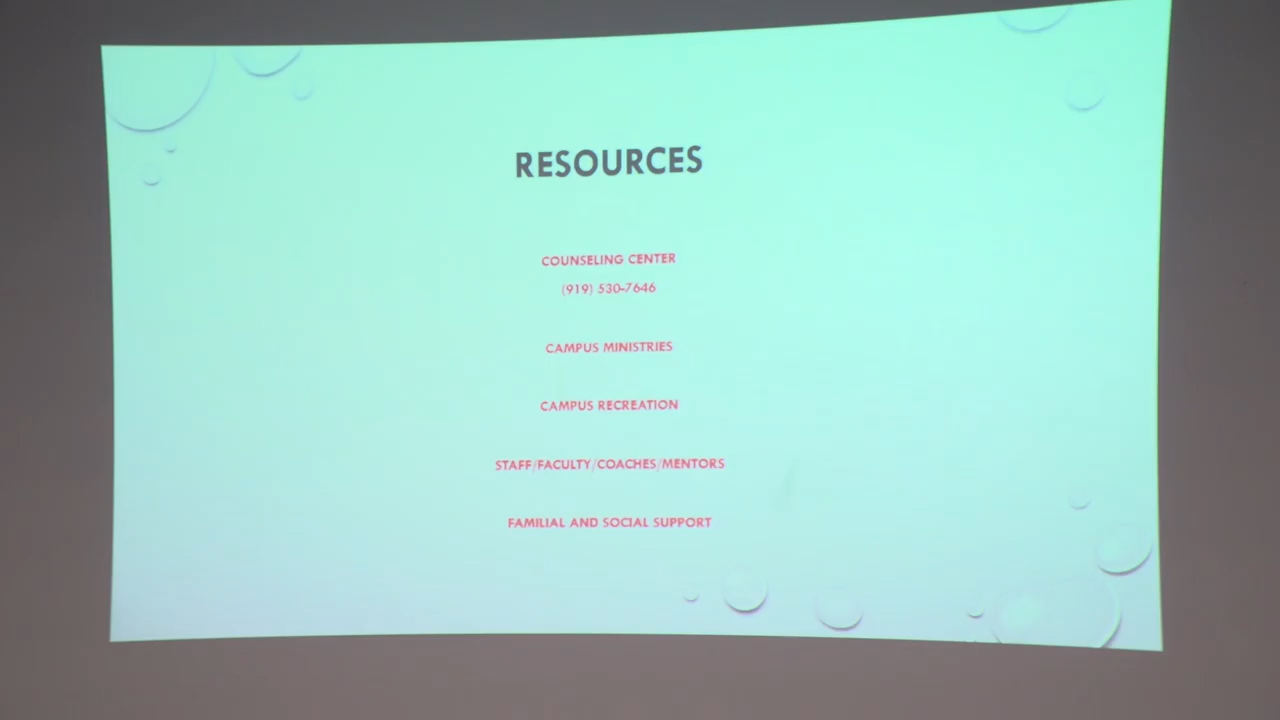 RESOURCES
COUNSELING CENTER
(919) 530-7646
CAMPUS MINISTRIES
CAMPUS RECREATION
STAFF/FACULTY/COACHES/MENTORS
FAMILIAL AND SOCIAL SUPPORT